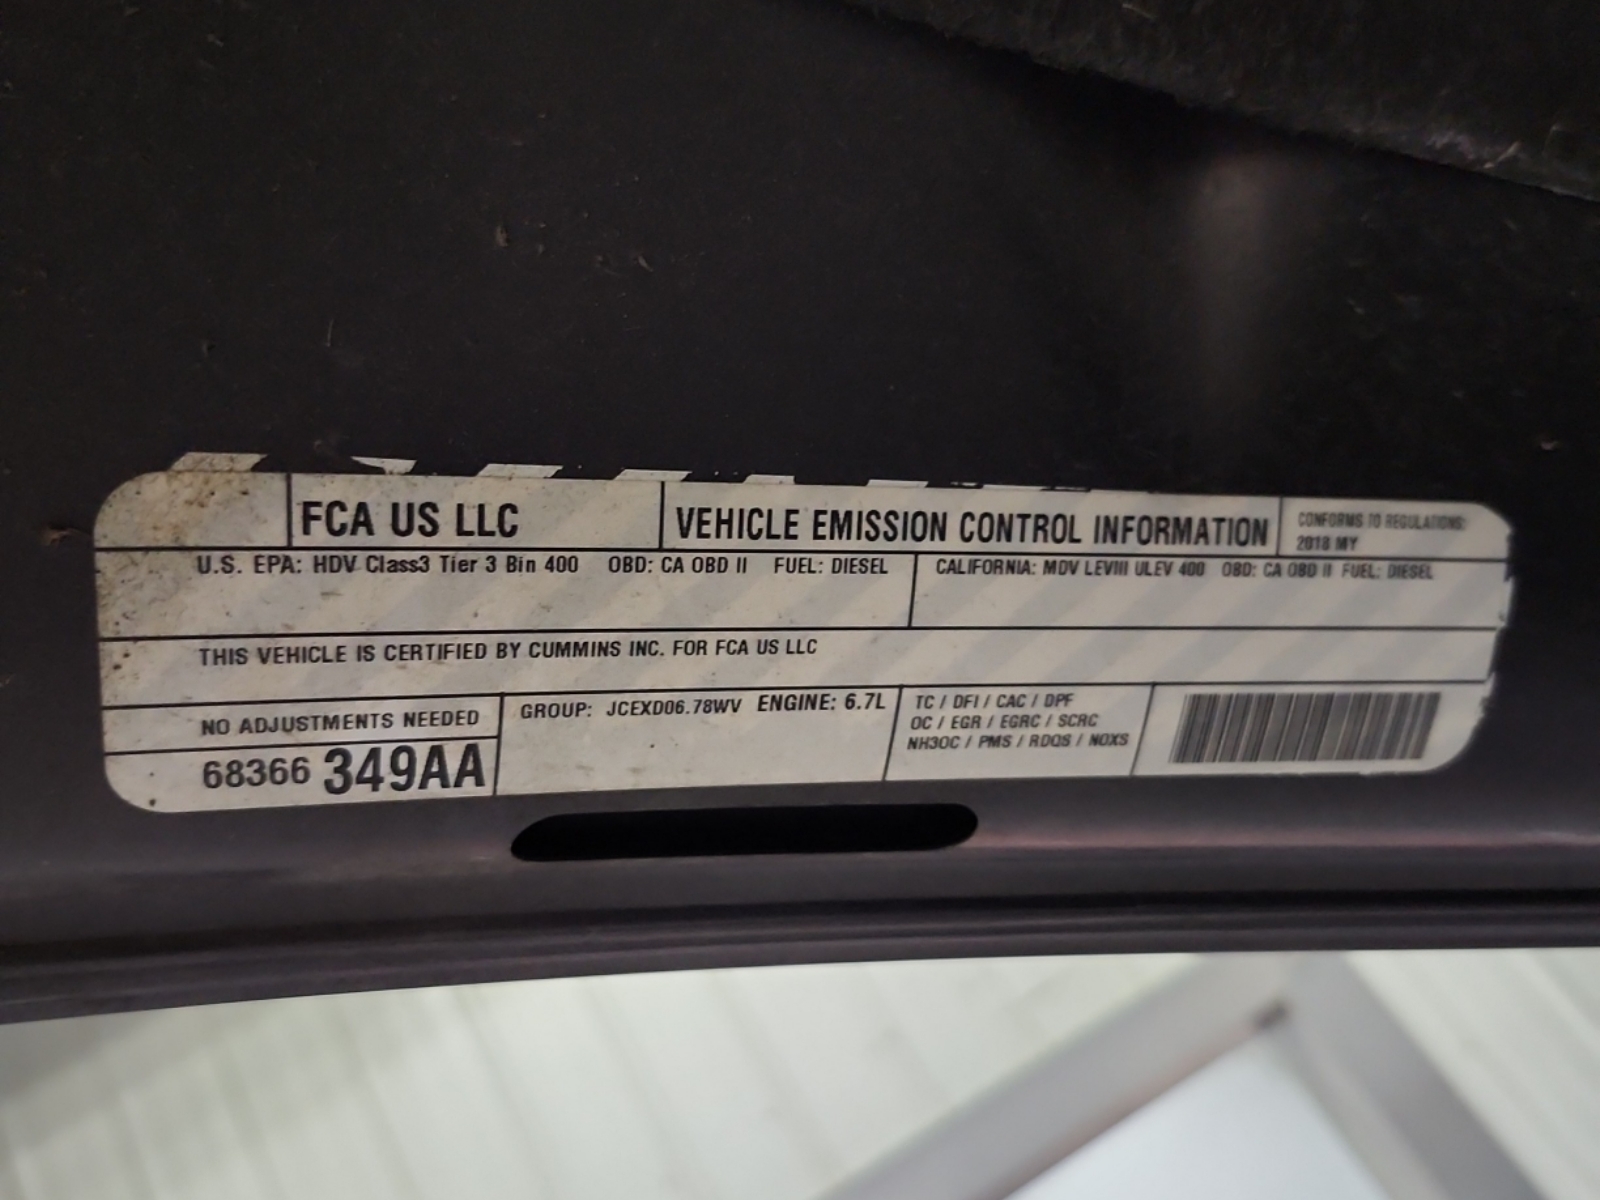 FCA US LLC
VEHICLE EMISSION CONTROL INFORMATION
CONFORMS TO REGULATIONS:
2018 MY
U.S. EPA: HDV Class3 Tier 3 Bin 400 OBD: CA OBD II FUEL: DIESEL
CALIFORNIA: MDV LEVIII ULEV 400 OBD: CA OBD II FUEL: DIESEL
THIS VEHICLE IS CERTIFIED BY CUMMINS INC. FOR FCA US LLC
NO ADJUSTMENTS NEEDED
68366 349AA
GROUP: JCEXD06.78WV ENGINE: 6.7L
TC / DFI / CAC / DPF
OC / EGR / EGRC / SCRC
NH3OC / PMS / RDQS / NOXS